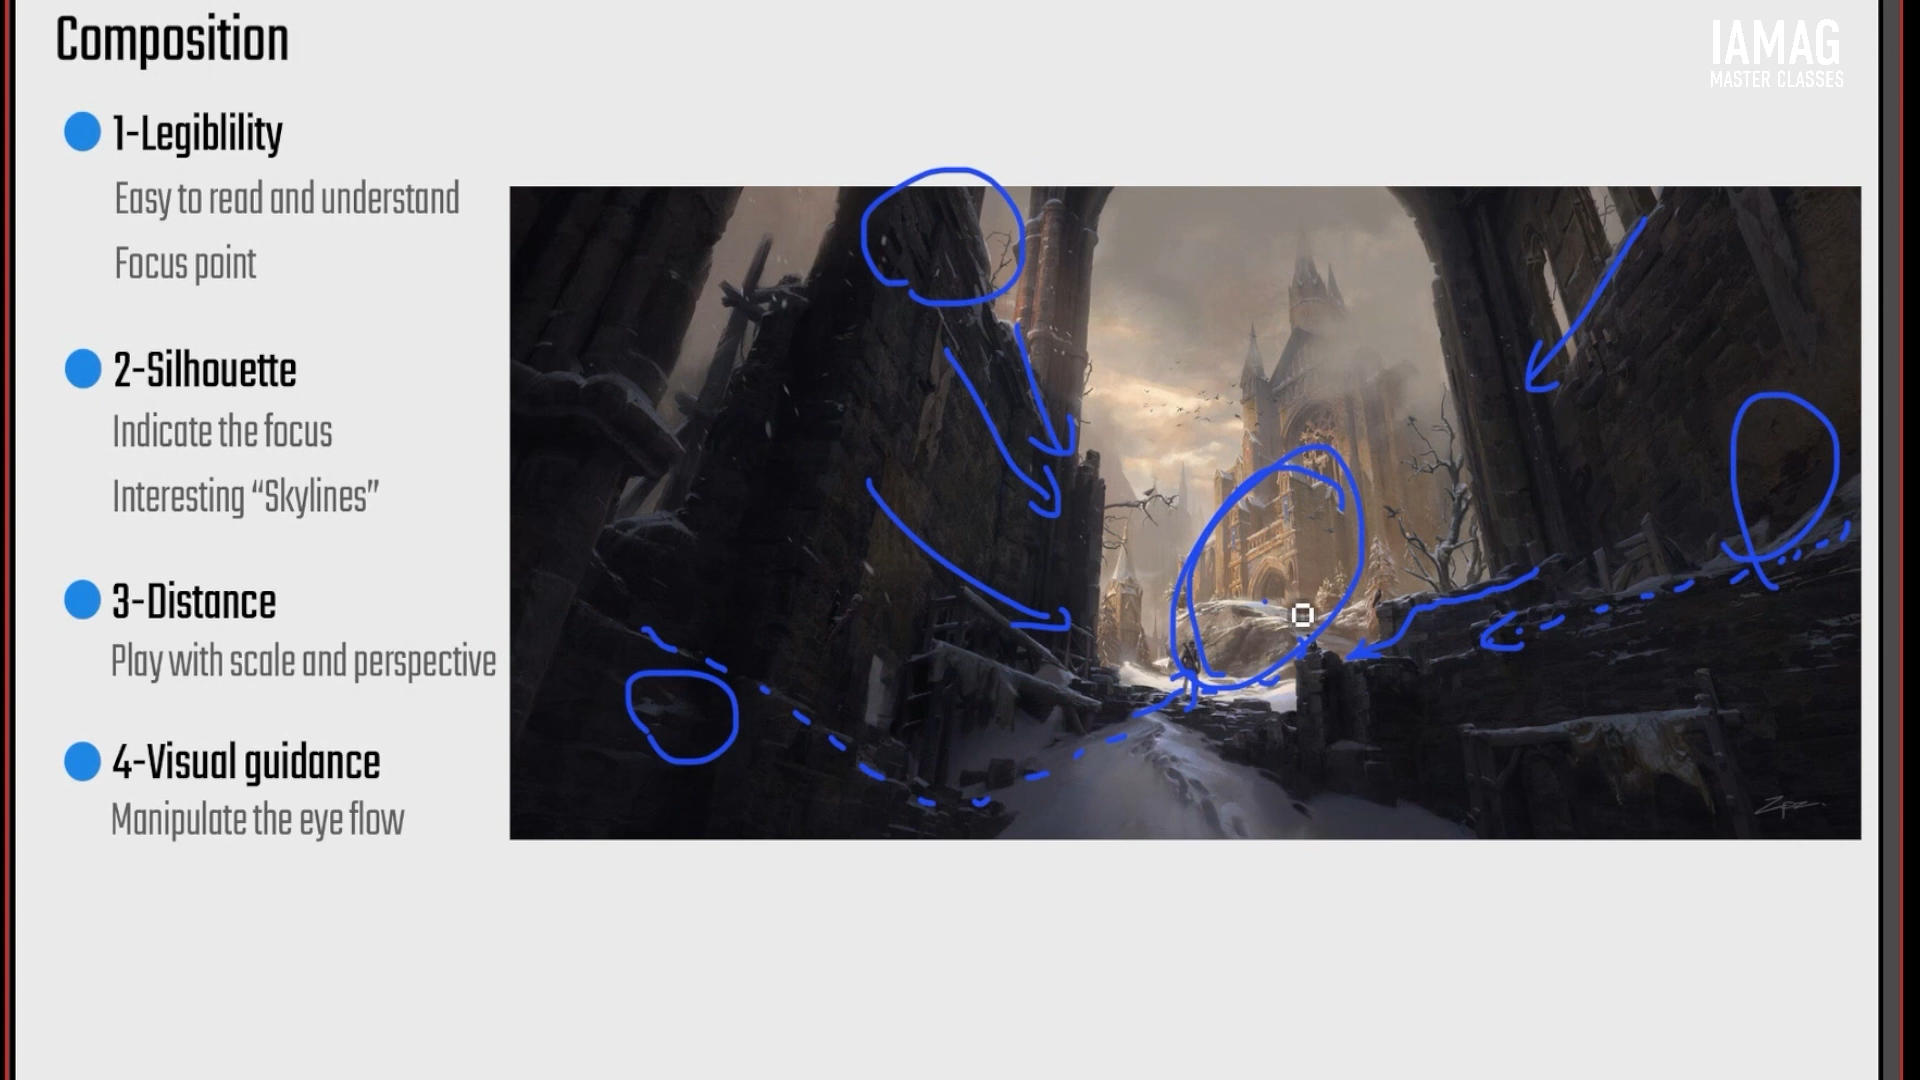 Composition
IAMAG
MASTER CLASSES
1-Legiblility
Easy to read and understand
Focus point
2-Silhouette
Indicate the focus
Interesting “Skylines”
3-Distance
Play with scale and perspective
4-Visual guidance
Manipulate the eye flow